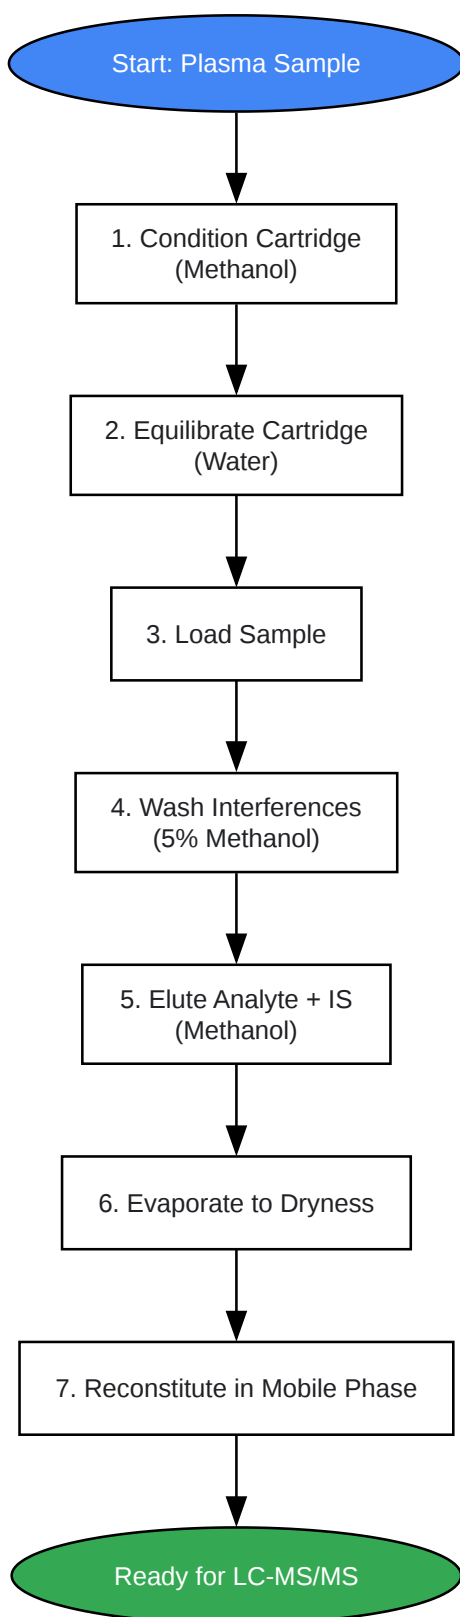 Start: Plasma Sample
1. Condition Cartridge
(Methanol)
2. Equilibrate Cartridge
(Water)
3. Load Sample
4. Wash Interferences
(5% Methanol)
5. Elute Analyte + IS
(Methanol)
6. Evaporate to Dryness
7. Reconstitute in Mobile Phase
Ready for LC-MS/MS